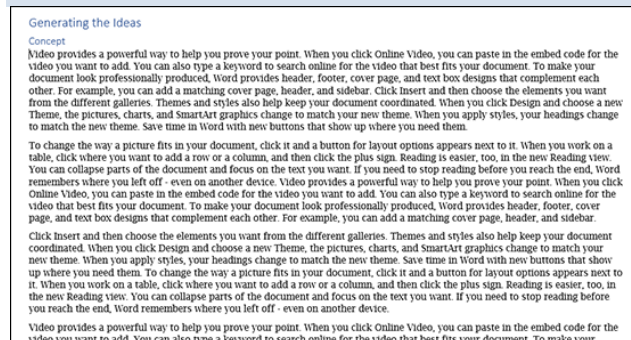 Generating the Ideas
Concept
Video provides a powerful way to help you prove your point. When you click Online Video, you can paste in the embed code for the
video you want to add. You can also type a keyword to search online for the video that best fits your document. To make your
document look professionally produced, Word provides header, footer, cover page, and text box designs that complement each
other. For example, you can add a matching cover page, header, and sidebar. Click Insert and then choose the elements you want
from the different galleries. Themes and styles also help keep your document coordinated. When you click Design and choose a new
Theme, the pictures, charts, and SmartArt graphics change to match your new theme. When you apply styles, your headings change
to match the new theme. Save time in Word with new buttons that show up where you need them.
To change the way a picture fits in your document, click it and a button for layout options appears next to it. When you work on a
table, click where you want to add a row or a column, and then click the plus sign. Reading is easier, too, in the new Reading view.
You can collapse parts of the document and focus on the text you want. If you need to stop reading before you reach the end, Word
remembers where you left off - even on another device. Video provides a powerful way to help you prove your point. When you click
Online Video, you can paste in the embed code for the video you want to add. You can also type a keyword to search online for the
video that best fits your document. To make your document look professionally produced, Word provides header, footer, cover
page, and text box designs that complement each other. For example, you can add a matching cover page, header, and sidebar.
Click Insert and then choose the elements you want from the different galleries. Themes and styles also help keep your document
coordinated. When you click Design and choose a new Theme, the pictures, charts, and SmartArt graphics change to match your
new theme. When you apply styles, your headings change to match the new theme. Save time in Word with new buttons that show
up where you need them. To change the way a picture fits in your document, click it and a button for layout options appears next to
it. When you work on a table, click where you want to add a row or a column, and then click the plus sign. Reading is easier, too, in
the new Reading view. You can collapse parts of the document and focus on the text you want. If you need to stop reading before
you reach the end, Word remembers where you left off - even on another device.
Video provides a powerful way to help you prove your point. When you click Online Video, you can paste in the embed code for the
video you want to add. You can also type a keyword to search online for the video that best fits your document. To make your